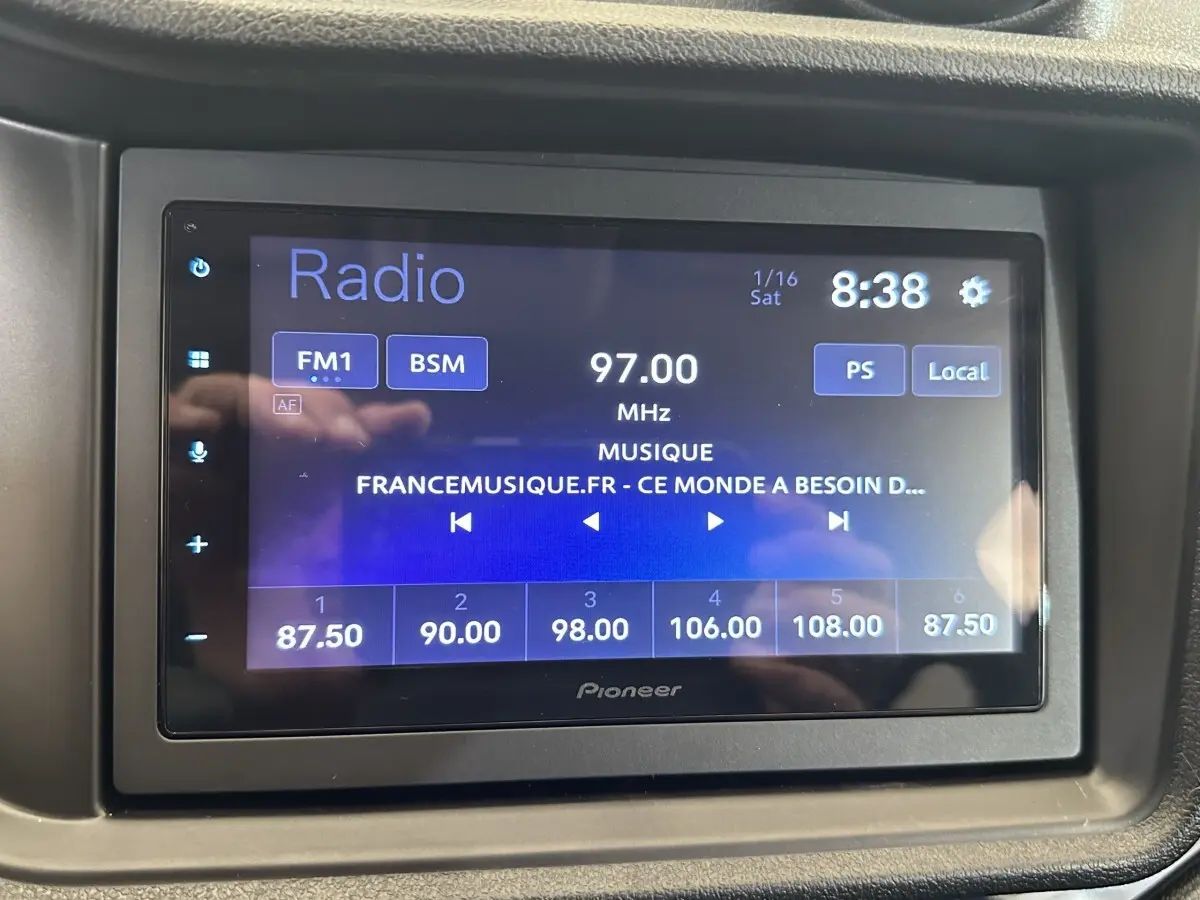 Radio
1/16
Sat
8:38
FM1
BSM
97.00
PS
Local
AF
MHz
MUSIQUE
FRANCEMUSIQUE.FR - CE MONDE A BESOIN D...
1 2 3 4 5 6
87.50 90.00 98.00 106.00 108.00 87.50
Pioneer